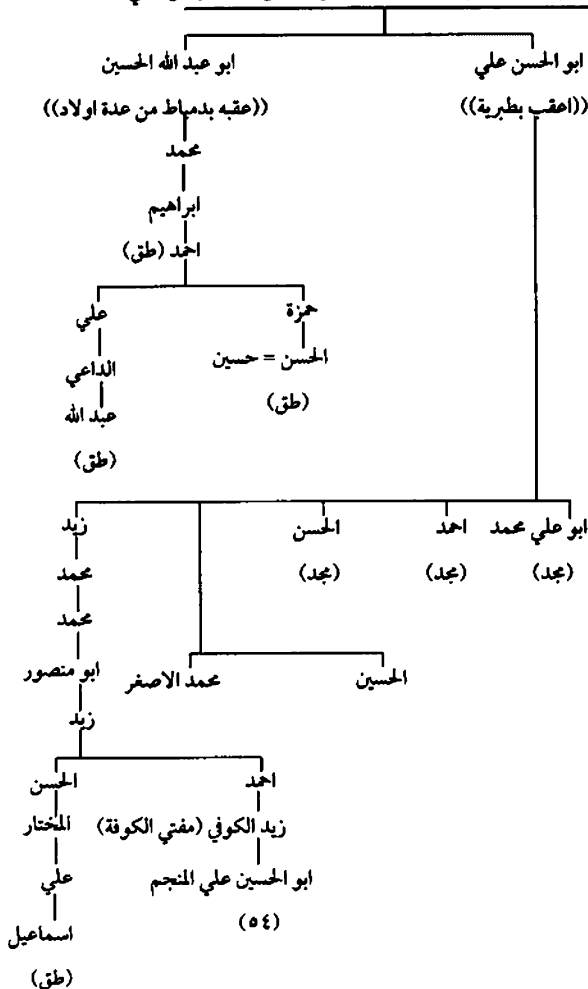 ابو الحسن علي ابو عبد الله الحسين
((اعقب بطبرية)) ((عقبه بدمياط من عدة اولاد))
محمد
ابراهيم
احمد (طق)
حمزة علي
الحسن = حسين الداعي
(طق) عبد الله
(طق)
ابو علي محمد احمد الحسن زيد
(مجد) (مجد) (مجد) محمد
محمد
الحسين محمد الاصغر ابو منصور
زيد
احمد الحسن
زيد الكوفي (مفتي الكوفة) المختار
ابو الحسين علي المنجم علي
(٥٤) اسماعيل
(طق)